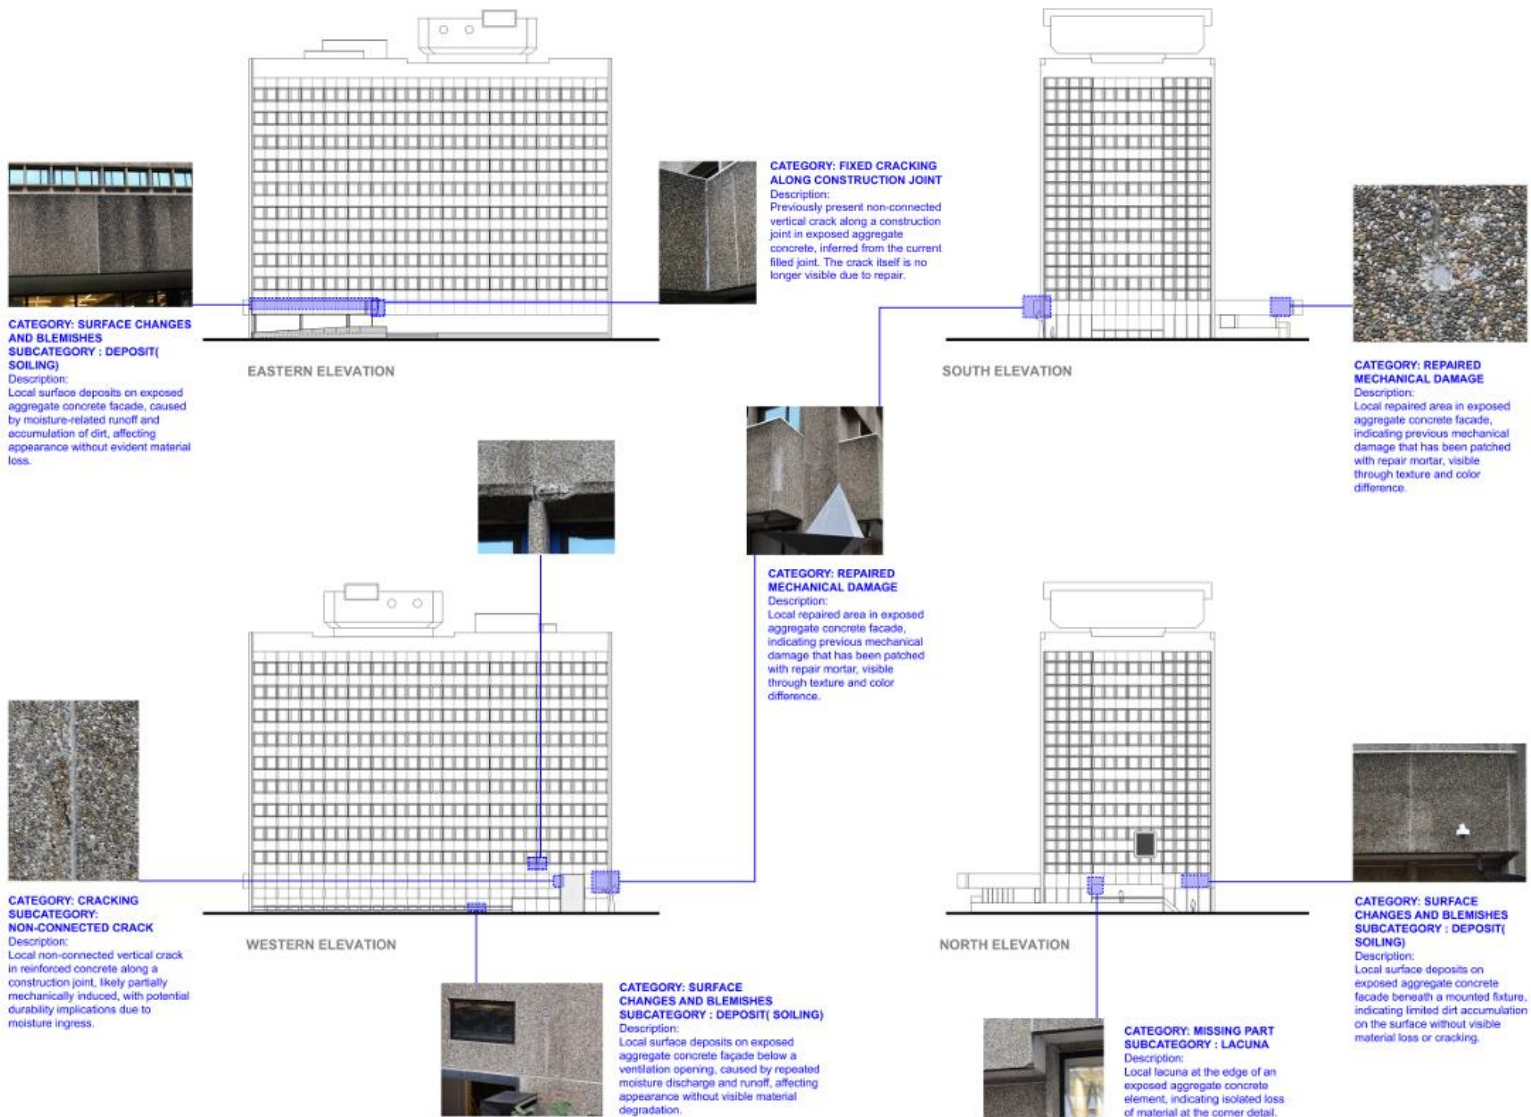 CATEGORY: FIXED CRACKING
ALONG CONSTRUCTION JOINT
Description:
Previously present non-connected
vertical crack along a construction
joint in exposed aggregate
concrete, inferred from the current
filled joint. The crack itself is no
longer visible due to repair.
CATEGORY: SURFACE CHANGES
AND BLEMISHES
SUBCATEGORY : DEPOSIT(
SOILING)
Description:
Local surface deposits on exposed
aggregate concrete facade, caused
by moisture-related runoff and
accumulation of dirt, affecting
appearance without evident material
loss.
EASTERN ELEVATION
SOUTH ELEVATION
CATEGORY: REPAIRED
MECHANICAL DAMAGE
Description:
Local repaired area in exposed
aggregate concrete facade,
indicating previous mechanical
damage that has been patched
with repair mortar, visible
through texture and color
difference.
CATEGORY: REPAIRED
MECHANICAL DAMAGE
Description:
Local repaired area in exposed
aggregate concrete facade,
indicating previous mechanical
damage that has been patched
with repair mortar, visible
through texture and color
difference.
CATEGORY: CRACKING
SUBCATEGORY:
NON-CONNECTED CRACK
Description:
Local non-connected vertical crack
in reinforced concrete along a
construction joint, likely partially
mechanically induced, with potential
durability implications due to
moisture ingress.
WESTERN ELEVATION
NORTH ELEVATION
CATEGORY: SURFACE
CHANGES AND BLEMISHES
SUBCATEGORY : DEPOSIT(
SOILING)
Description:
Local surface deposits on
exposed aggregate concrete
facade beneath a mounted fixture,
indicating limited dirt accumulation
on the surface without visible
material loss or cracking.
CATEGORY: SURFACE
CHANGES AND BLEMISHES
SUBCATEGORY : DEPOSIT( SOILING)
Description:
Local surface deposits on exposed
aggregate concrete façade below a
ventilation opening, caused by repeated
moisture discharge and runoff, affecting
appearance without visible material
degradation.
CATEGORY: MISSING PART
SUBCATEGORY : LACUNA
Description:
Local lacuna at the edge of an
exposed aggregate concrete
element, indicating isolated loss
of material at the corner detail.